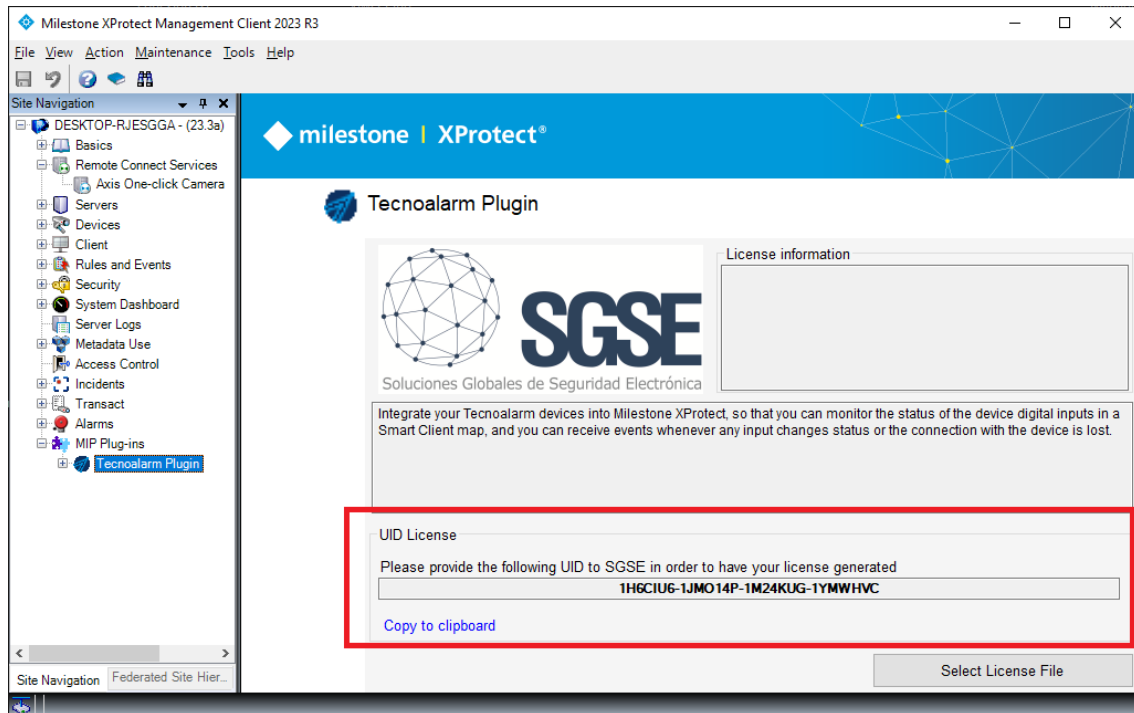 Milestone XProtect Management Client 2023 R3
File View Action Maintenance Tools Help
Site Navigation
DESKTOP-RJESGGA - (23.3a)
Basics
Remote Connect Services
Axis One-click Camera
Servers
Devices
Client
Rules and Events
Security
System Dashboard
Server Logs
Metadata Use
Access Control
Incidents
Transact
Alarms
MIP Plug-ins
Tecnoalarm Plugin
Site Navigation Federated Site Hier...
milestone | XProtect®
Tecnoalarm Plugin
SGSE
Soluciones Globales de Seguridad Electrónica
License information
Integrate your Tecnoalarm devices into Milestone XProtect, so that you can monitor the status of the device digital inputs in a
Smart Client map, and you can receive events whenever any input changes status or the connection with the device is lost.
UID License
Please provide the following UID to SGSE in order to have your license generated
1H6CIU6-1JMO14P-1M24KUG-1YMWHVC
Copy to clipboard
Select License File